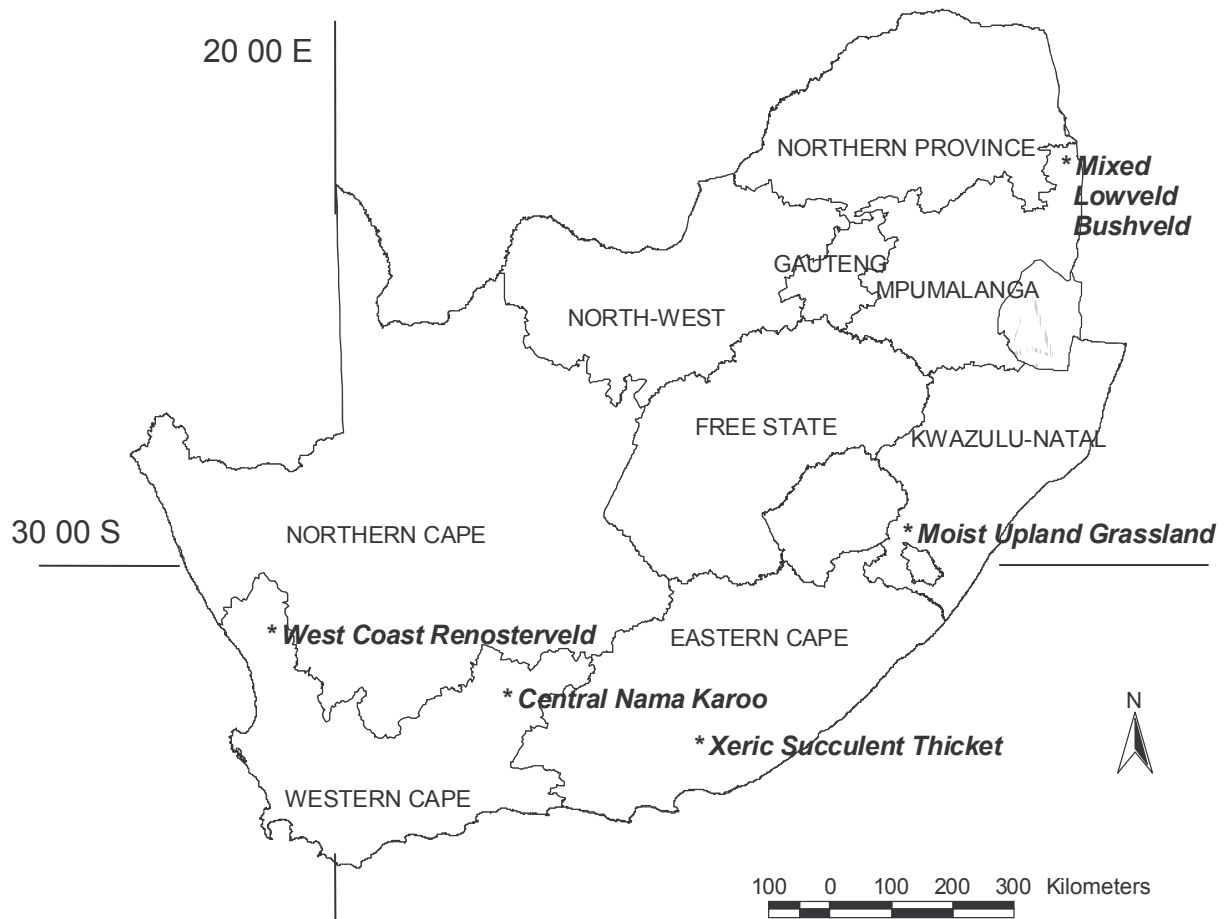 20 00 E
NORTHERN PROVINCE
* Mixed
Lowveld
Bushveld
GAUTENG
MPUMALANGA
NORTH-WEST
FREE STATE
KWAZULU-NATAL
30 00 S
NORTHERN CAPE
* Moist Upland Grassland
* West Coast Renosterveld
EASTERN CAPE
* Central Nama Karoo
N
* Xeric Succulent Thicket
WESTERN CAPE
100 0 100 200 300 Kilometers